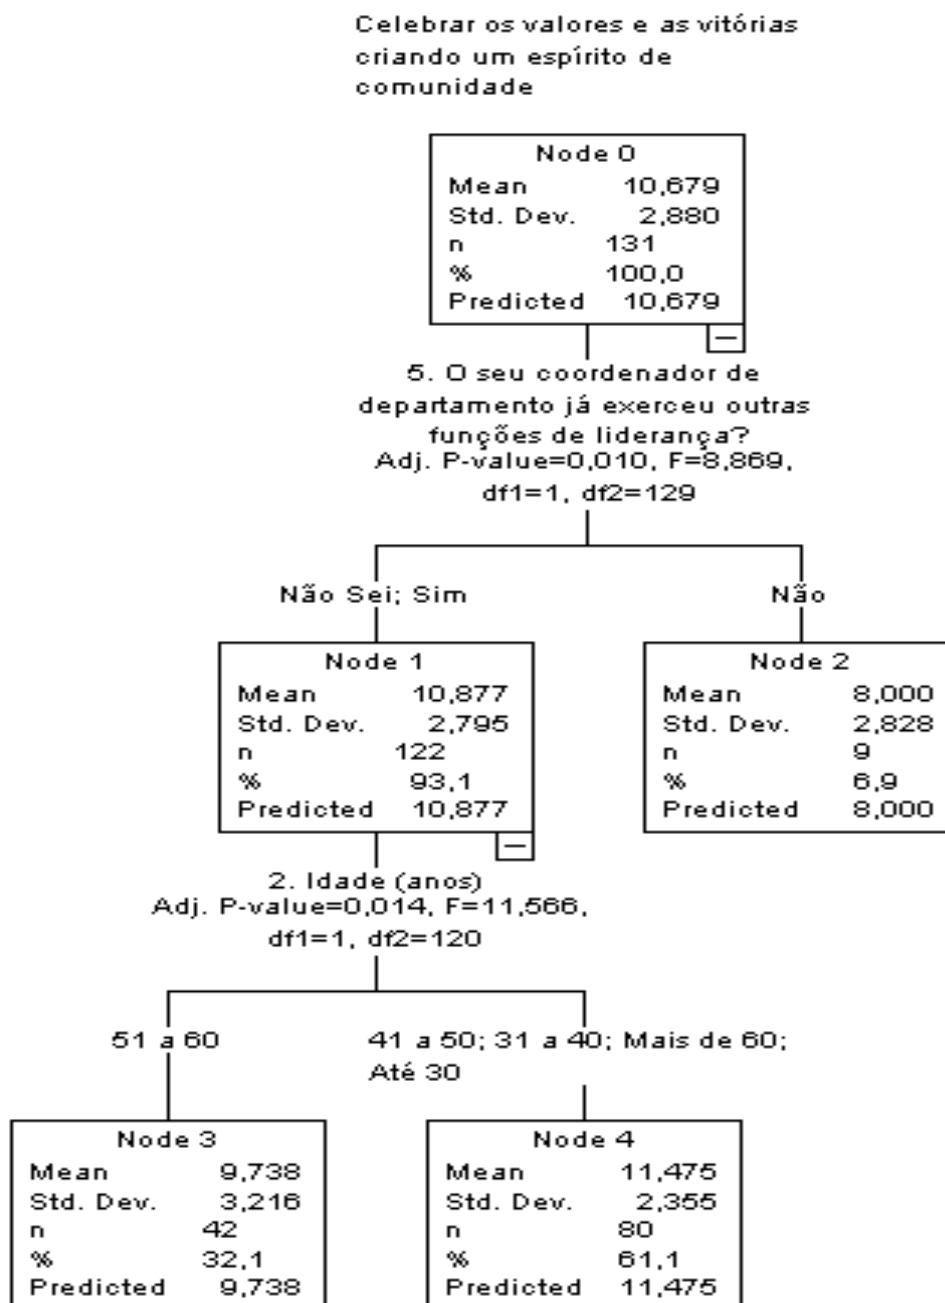 Celebrar os valores e as vitórias
criando um espírito de
comunidade
Node 0
Mean 10,679
Std. Dev. 2,880
n 131
% 100,0
Predicted 10,679
5. O seu coordenador de
departamento já exerceu outras
funções de liderança?
Adj. P-value=0,010, F=8,869,
df1=1, df2=129
Não Sei; Sim
Não
Node 1
Mean 10,877
Std. Dev. 2,795
n 122
% 93,1
Predicted 10,877
Node 2
Mean 8,000
Std. Dev. 2,828
n 9
% 6,9
Predicted 8,000
2. Idade (anos)
Adj. P-value=0,014, F=11,566,
df1=1, df2=120
51 a 60
41 a 50; 31 a 40; Mais de 60;
Até 30
Node 3
Mean 9,738
Std. Dev. 3,216
n 42
% 32,1
Predicted 9,738
Node 4
Mean 11,475
Std. Dev. 2,355
n 80
% 61,1
Predicted 11,475